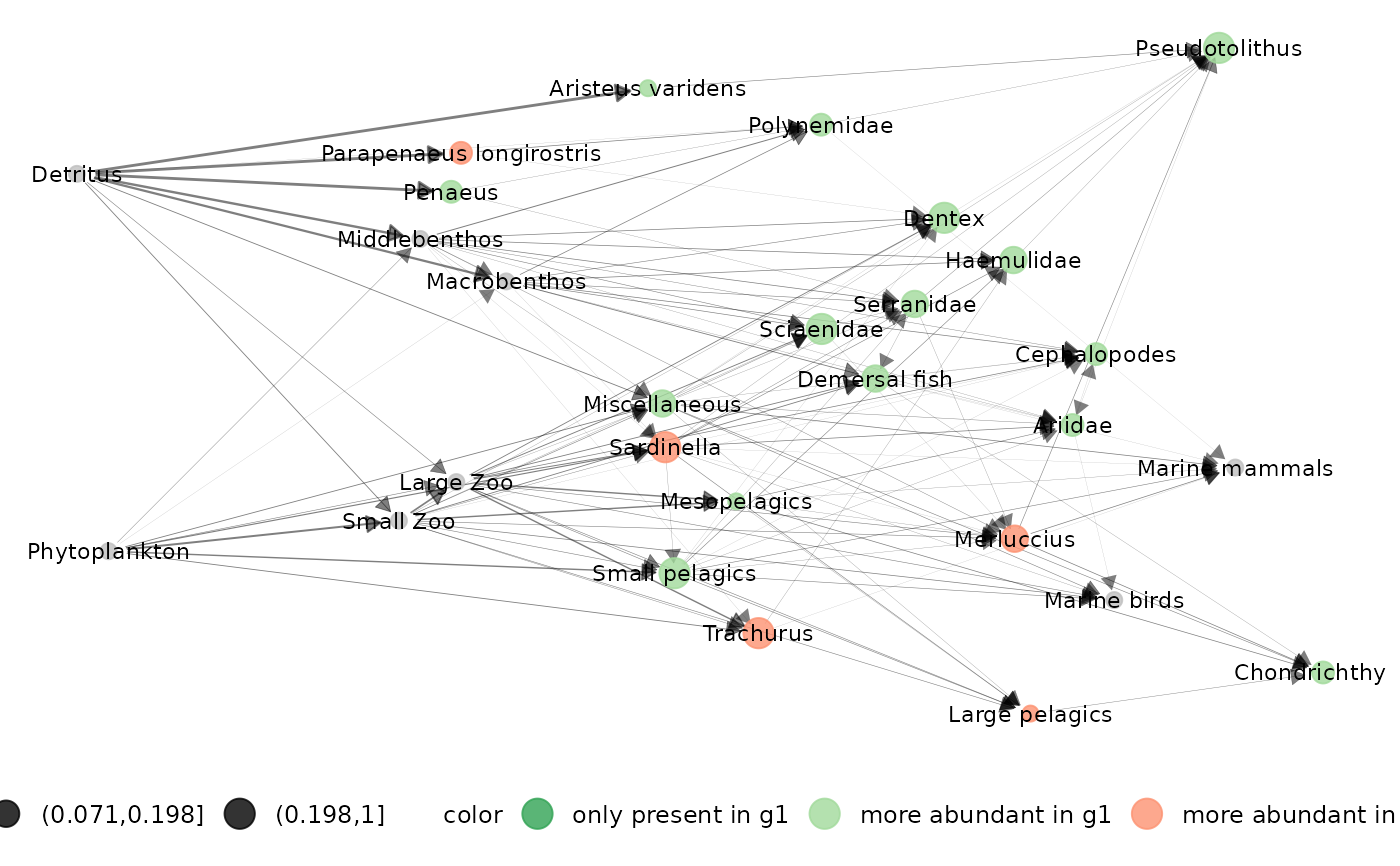 Pseudotolithus
Aristeus varidens
Polynemidae
Parapenaeus longirostris
Detritus
Penaeus
Dentex
Middlebenthos
Haemulidae
Macrobenthos
Serranidae
Sciaenidae
Cephalopodes
Demersal fish
Miscellaneous
Ariidae
Sardinella
Marine mammals
Large Zoo
Mesopelagics
Small Zoo
Merluccius
Phytoplankton
Small pelagics
Marine birds
Trachurus
Chondrichthy
Large pelagics
(0.071,0.198] (0.198,1] color only present in g1 more abundant in g1 more abundant in